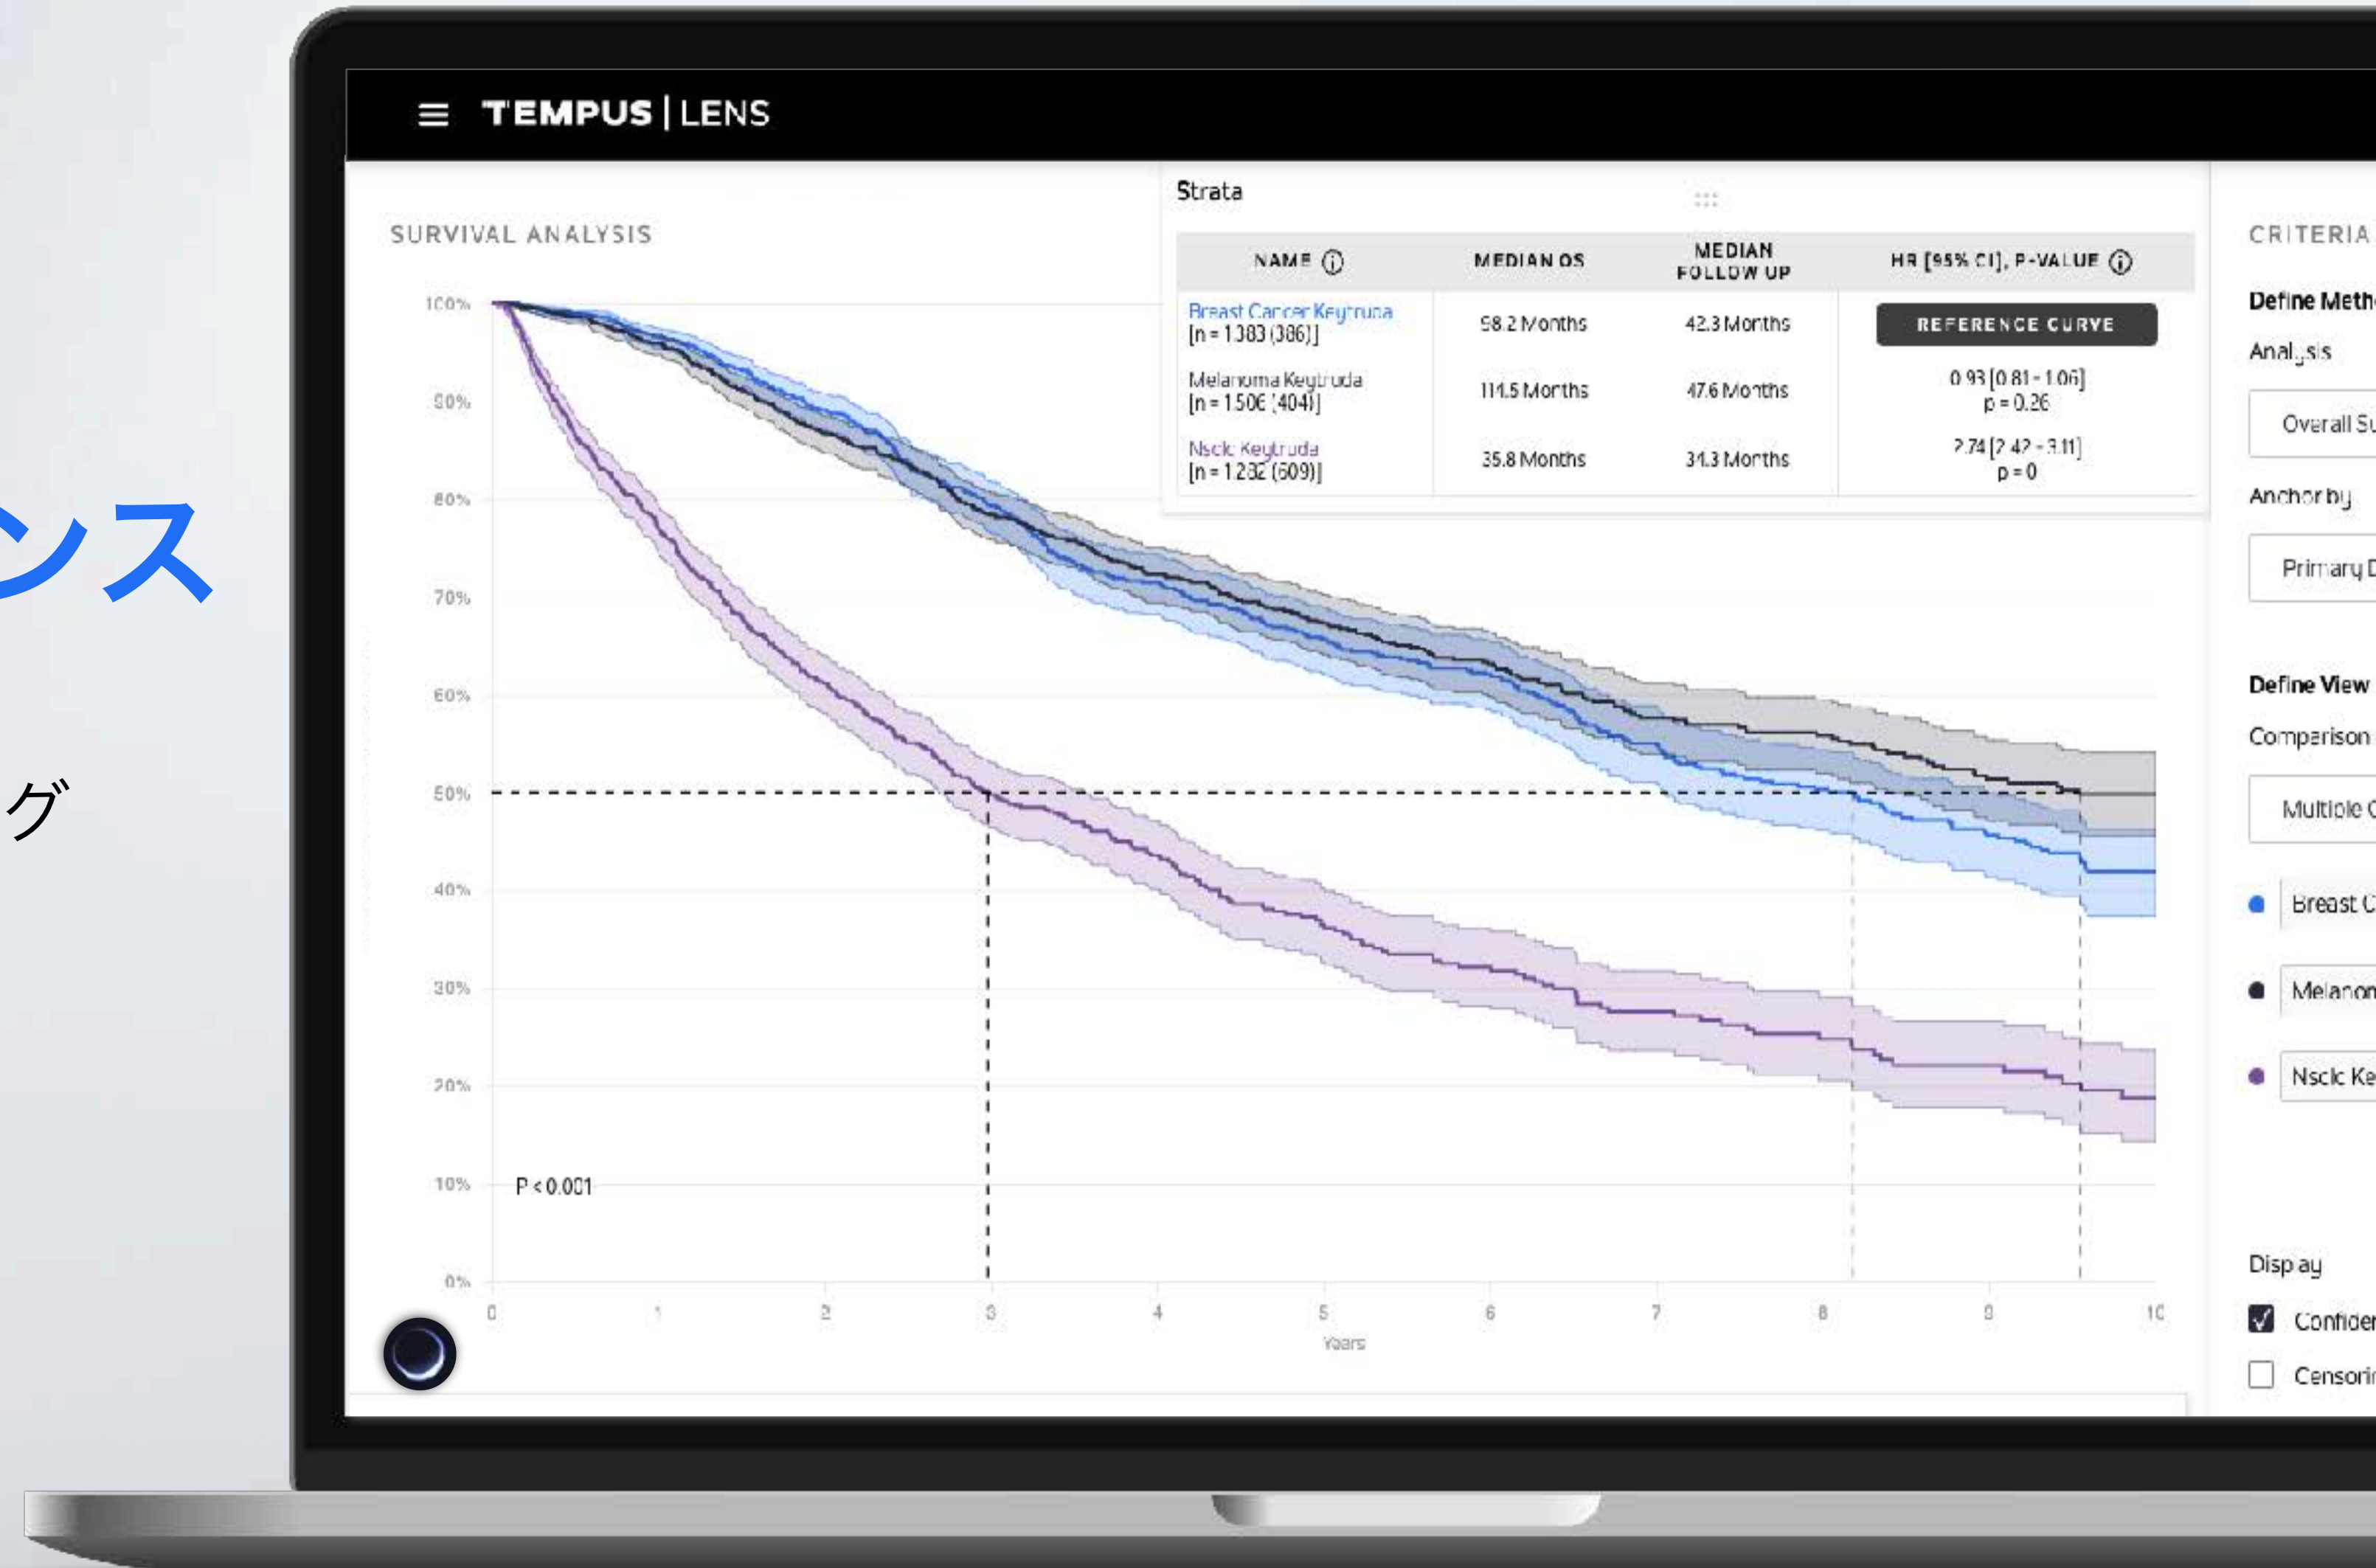 ンス
グ
TEMPUS | LENS
SURVIVAL ANALYSIS
Strata
NAME MEDIAN OS MEDIAN FOLLOW UP HR [95% CI], P-VALUE
Breast Cancer Keytruda
[n = 1383 (386)]
98.2 Months 42.3 Months REFERENCE CURVE
Melanoma Keytruda
[n = 1506 (404)]
114.5 Months 47.6 Months 0.93 [0.81 - 1.06]
p = 0.26
Nsclc Keytruda
[n = 1282 (609)]
35.8 Months 34.3 Months 2.74 [2.42 - 3.11]
p = 0
100%
90%
80%
70%
60%
50%
40%
30%
20%
10%
0%
P < 0.001
0 1 2 3 4 5 6 7 8 9 10
Years
CRITERIA
Define Meth
Analysis
Overall Su
Anchor by
Primary D
Define View
Comparison
Multiple C
Breast C
Melanom
Nsclc Ke
Display
Confider
Censorin